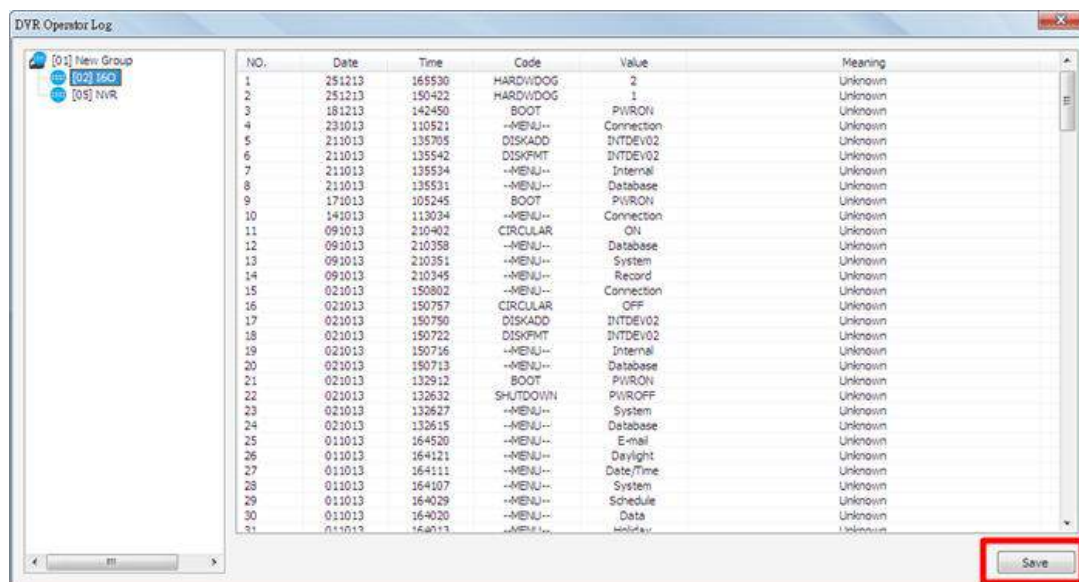 DVR Operator Log
[01] New Group
[02] I6O
[05] NVR
NO. Date Time Code Value Meaning
1 251213 165530 HARDWDOG 2 Unknown
2 251213 150422 HARDWDOG 1 Unknown
3 181213 142450 BOOT PWRON Unknown
4 231013 110521 --MENU-- Connection Unknown
5 211013 135705 DISKADD INTDEV02 Unknown
6 211013 135542 DISKFMT INTDEV02 Unknown
7 211013 135534 --MENU-- Internal Unknown
8 211013 135531 --MENU-- Database Unknown
9 171013 105245 BOOT PWRON Unknown
10 141013 113034 --MENU-- Connection Unknown
11 091013 210402 CIRCULAR ON Unknown
12 091013 210358 --MENU-- Database Unknown
13 091013 210351 --MENU-- System Unknown
14 091013 210345 --MENU-- Record Unknown
15 021013 150802 --MENU-- Connection Unknown
16 021013 150757 CIRCULAR OFF Unknown
17 021013 150750 DISKADD INTDEV02 Unknown
18 021013 150722 DISKFMT INTDEV02 Unknown
19 021013 150716 --MENU-- Internal Unknown
20 021013 150713 --MENU-- Database Unknown
21 021013 132912 BOOT PWRON Unknown
22 021013 132632 SHUTDOWN PWROFF Unknown
23 021013 132627 --MENU-- System Unknown
24 021013 132615 --MENU-- Database Unknown
25 011013 164520 --MENU-- E-mail Unknown
26 011013 164121 --MENU-- Daylight Unknown
27 011013 164111 --MENU-- Date/Time Unknown
28 011013 164107 --MENU-- System Unknown
29 011013 164029 --MENU-- Schedule Unknown
30 011013 164020 --MENU-- Data Unknown
31 011013 164013 --MENU-- Holiday Unknown
Save